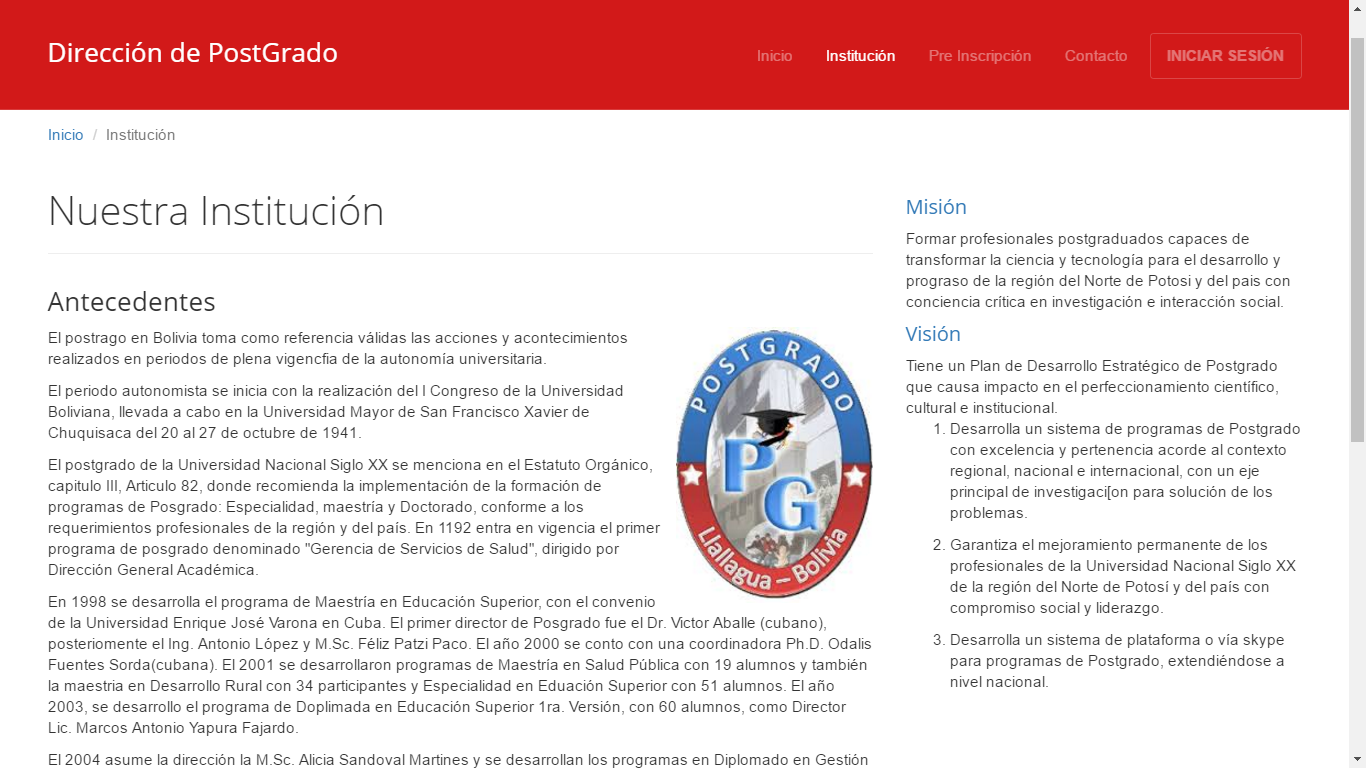 Dirección de PostGrado
Inicio
Institución
Pre Inscripción
Contacto
INICIAR SESIÓN
Inicio / Institución
Nuestra Institución
Antecedentes
El postrago en Bolivia toma como referencia válidas las acciones y acontecimientos
realizados en periodos de plena vigencfia de la autonomía universitaria.
El periodo autonomista se inicia con la realización del I Congreso de la Universidad
Boliviana, llevada a cabo en la Universidad Mayor de San Francisco Xavier de
Chuquisaca del 20 al 27 de octubre de 1941.
El postgrado de la Universidad Nacional Siglo XX se menciona en el Estatuto Orgánico,
capitulo III, Articulo 82, donde recomienda la implementación de la formación de
programas de Posgrado: Especialidad, maestría y Doctorado, conforme a los
requerimientos profesionales de la región y del país. En 1192 entra en vigencia el primer
programa de posgrado denominado "Gerencia de Servicios de Salud", dirigido por
Dirección General Académica.
En 1998 se desarrolla el programa de Maestría en Educación Superior, con el convenio
de la Universidad Enrique José Varona en Cuba. El primer director de Posgrado fue el Dr. Victor Aballe (cubano),
posteriomente el Ing. Antonio López y M.Sc. Féliz Patzi Paco. El año 2000 se conto con una coordinadora Ph.D. Odalis
Fuentes Sorda(cubana). El 2001 se desarrollaron programas de Maestría en Salud Pública con 19 alumnos y también
la maestria en Desarrollo Rural con 34 participantes y Especialidad en Eduación Superior con 51 alumnos. El año
2003, se desarrollo el programa de Doplimada en Educación Superior 1ra. Versión, con 60 alumnos, como Director
Lic. Marcos Antonio Yapura Fajardo.
El 2004 asume la dirección la M.Sc. Alicia Sandoval Martines y se desarrollan los programas en Diplomado en Gestión
POSTGRADO
PG
Llallagua – Bolivia
Misión
Formar profesionales postgraduados capaces de
transformar la ciencia y tecnología para el desarrollo y
prograso de la región del Norte de Potosi y del pais con
conciencia crítica en investigación e interacción social.
Visión
Tiene un Plan de Desarrollo Estratégico de Postgrado
que causa impacto en el perfeccionamiento científico,
cultural e institucional.
1. Desarrolla un sistema de programas de Postgrado
con excelencia y pertenencia acorde al contexto
regional, nacional e internacional, con un eje
principal de investigaci[on para solución de los
problemas.
2. Garantiza el mejoramiento permanente de los
profesionales de la Universidad Nacional Siglo XX
de la región del Norte de Potosí y del país con
compromiso social y liderazgo.
3. Desarrolla un sistema de plataforma o vía skype
para programas de Postgrado, extendiéndose a
nivel nacional.